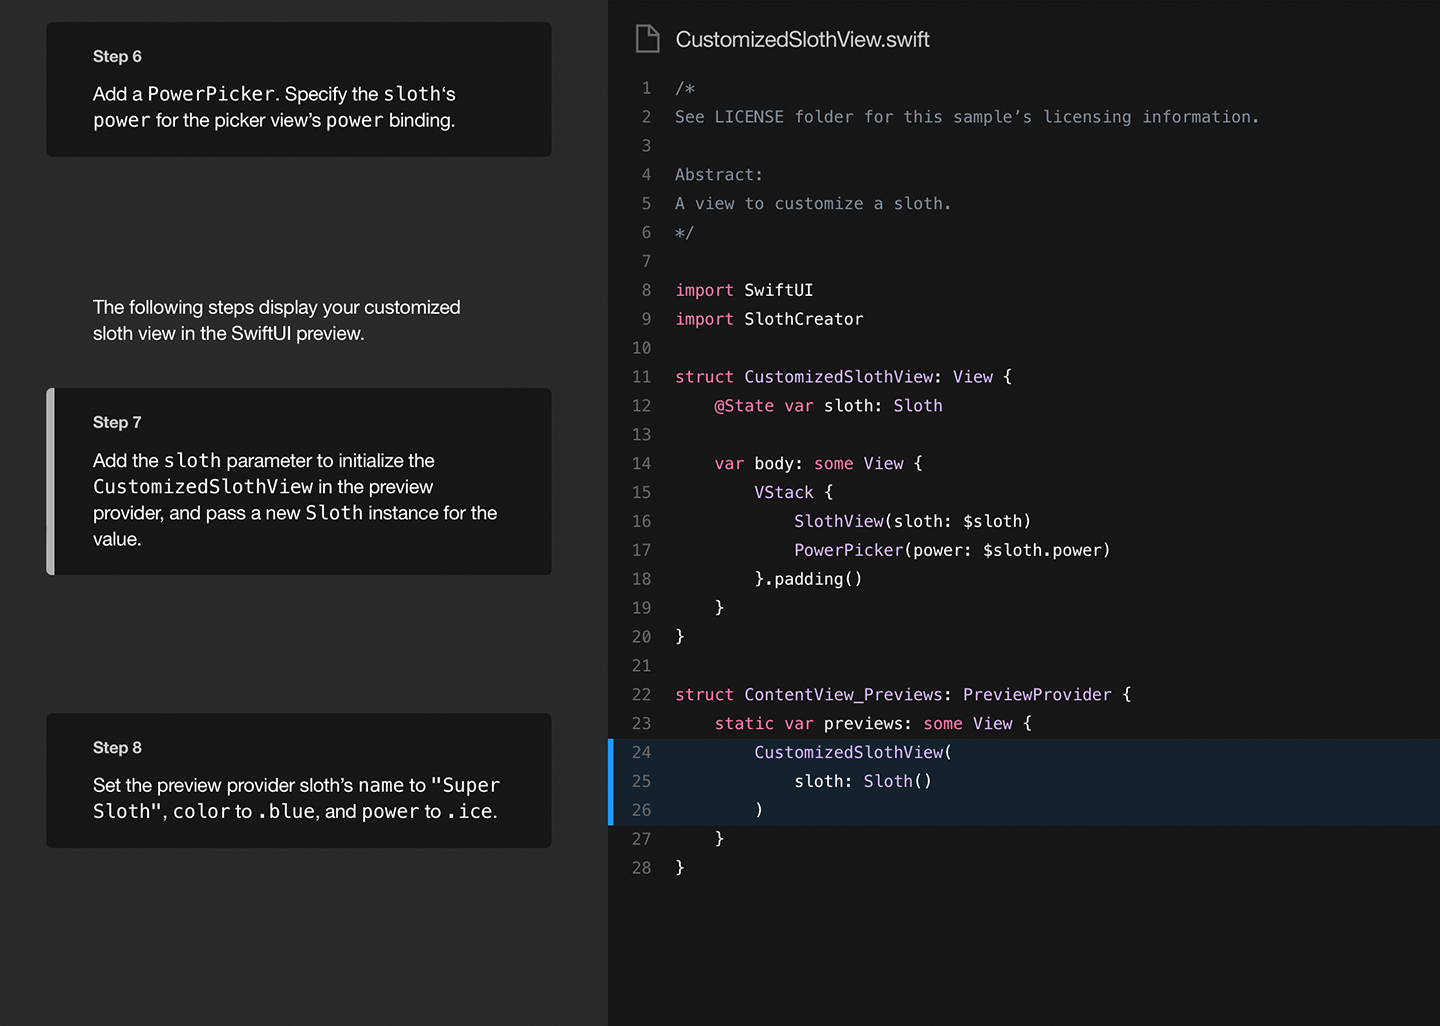 Step 6
Add a PowerPicker. Specify the sloth‘s
power for the picker view’s power binding.
The following steps display your customized
sloth view in the SwiftUI preview.
Step 7
Add the sloth parameter to initialize the
CustomizedSlothView in the preview
provider, and pass a new Sloth instance for the
value.
Step 8
Set the preview provider sloth’s name to "Super
Sloth", color to .blue, and power to .ice.
CustomizedSlothView.swift
1 /*
2 See LICENSE folder for this sample’s licensing information.
3
4 Abstract:
5 A view to customize a sloth.
6 */
7
8 import SwiftUI
9 import SlothCreator
10
11 struct CustomizedSlothView: View {
12     @State var sloth: Sloth
13
14     var body: some View {
15         VStack {
16             SlothView(sloth: $sloth)
17             PowerPicker(power: $sloth.power)
18         }.padding()
19     }
20 }
21
22 struct ContentView_Previews: PreviewProvider {
23     static var previews: some View {
24         CustomizedSlothView(
25             sloth: Sloth()
26         )
27     }
28 }